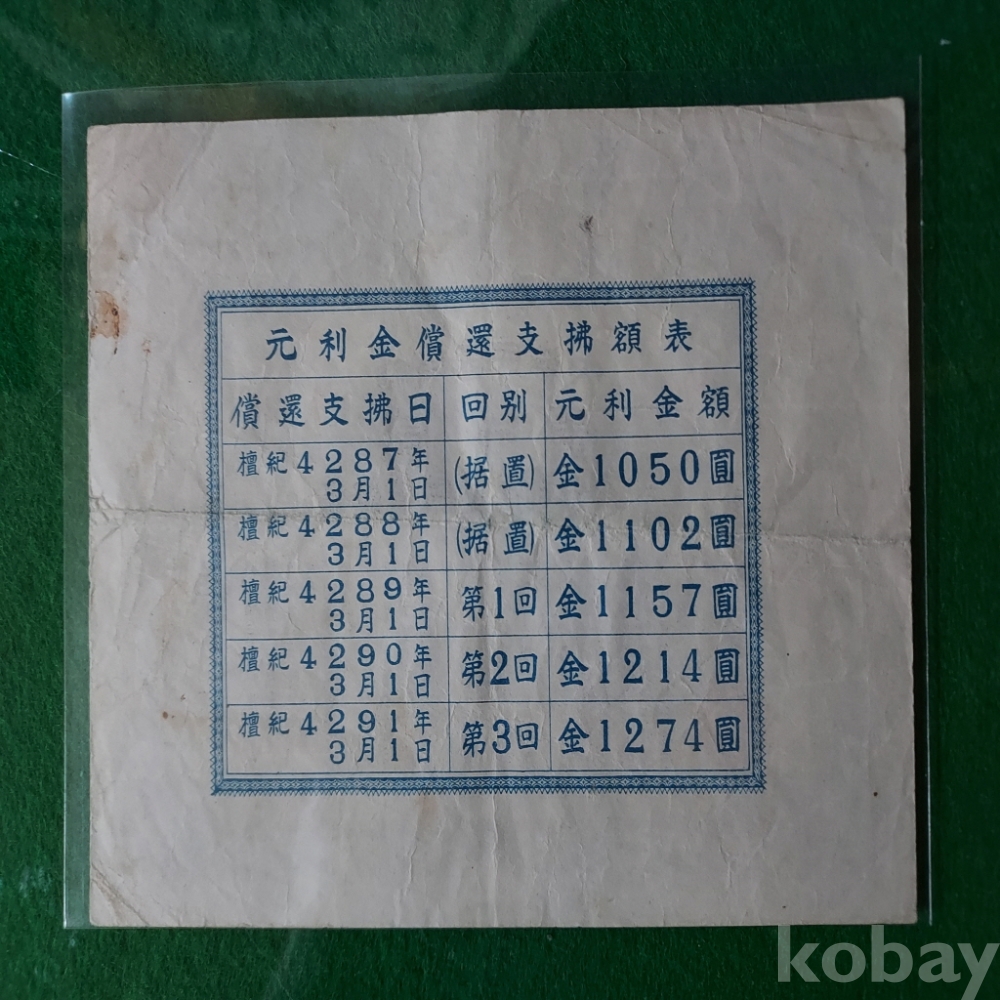 元利金償還支拂額表
償還支拂日 回別 元利金額
檀紀4287年
3月1日 (据置) 金1050圓
檀紀4288年
3月1日 (据置) 金1102圓
檀紀4289年
3月1日 第1回 金1157圓
檀紀4290年
3月1日 第2回 金1214圓
檀紀4291年
3月1日 第3回 金1274圓
kobay